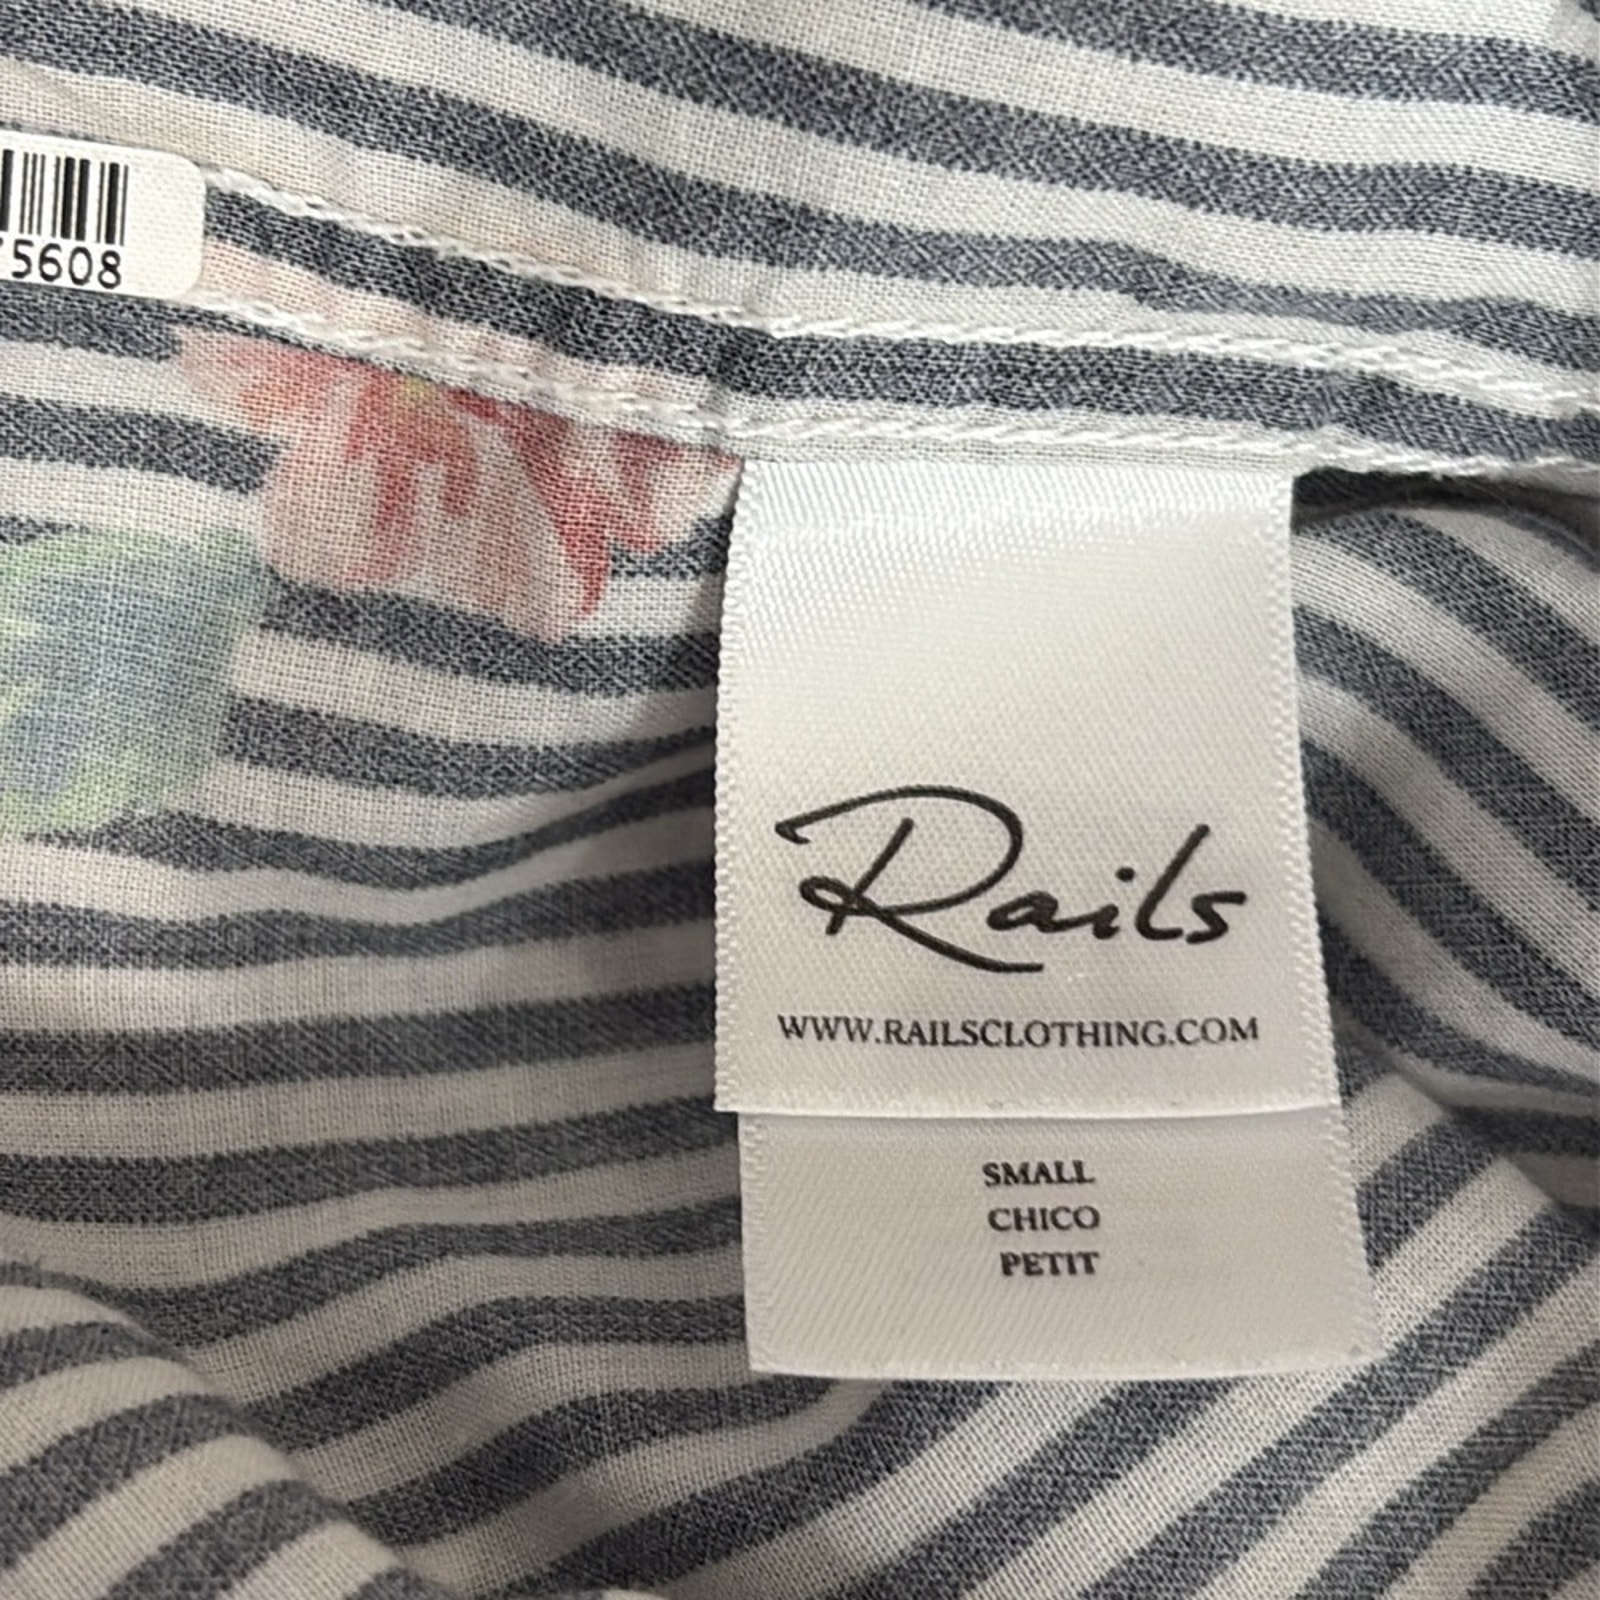 75608
Rails
WWW.RAILSCLOTHING.COM
SMALL
CHICO
PETIT